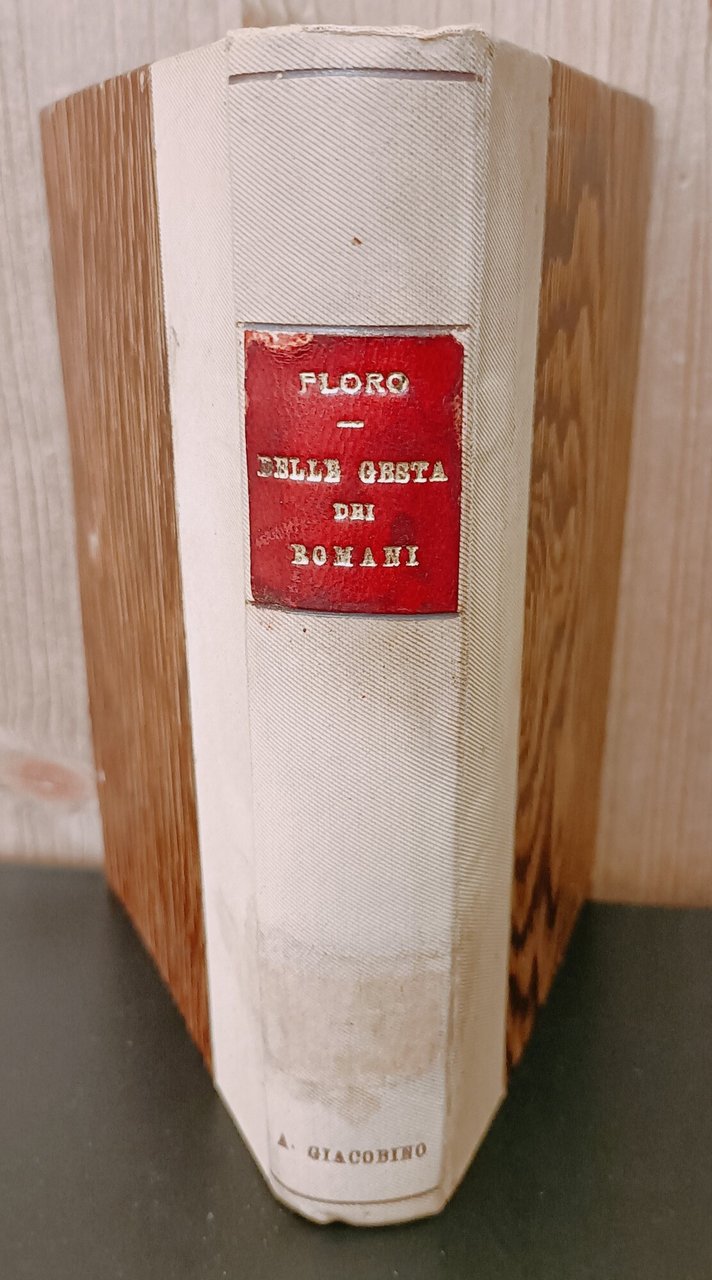 FLORO
—
DELLE GESTA
DEI
ROMANI
A. GIACOBINO